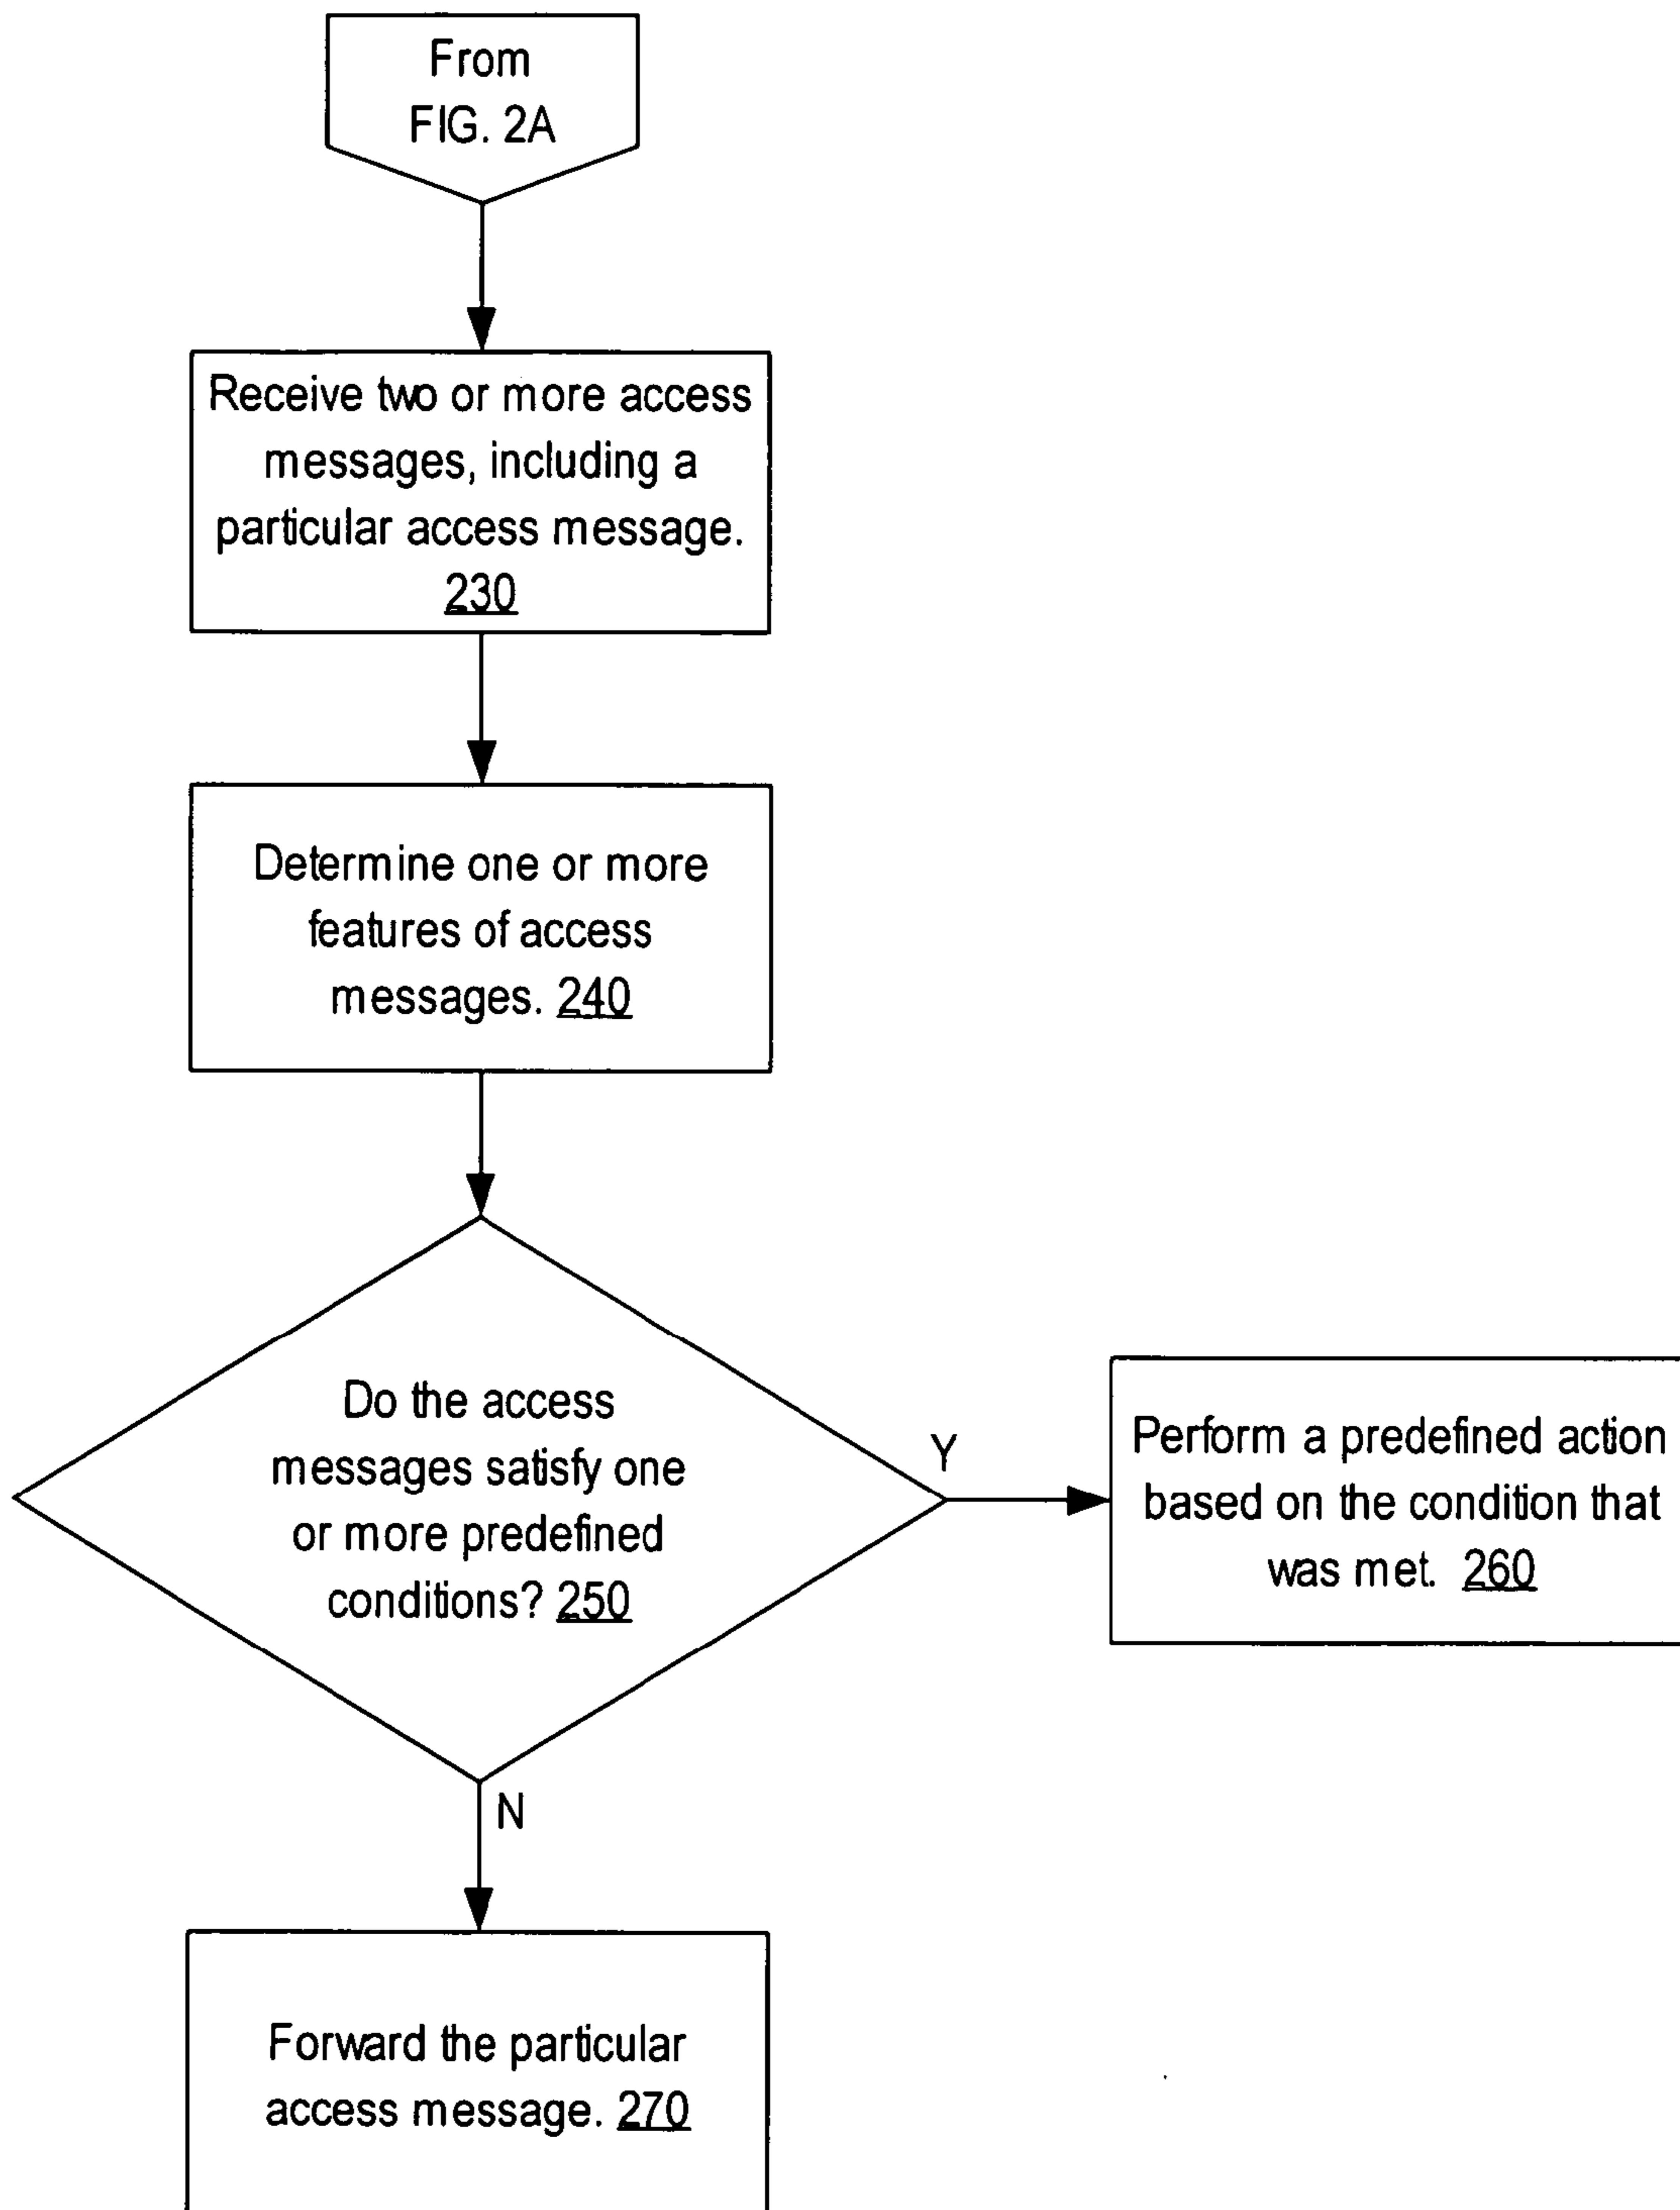 From
FIG. 2A
Receive two or more access
messages, including a
particular access message.
230
Determine one or more
features of access
messages. 240
Do the access
messages satisfy one
or more predefined
conditions? 250
Y
Perform a predefined action
based on the condition that
was met. 260
N
Forward the particular
access message. 270